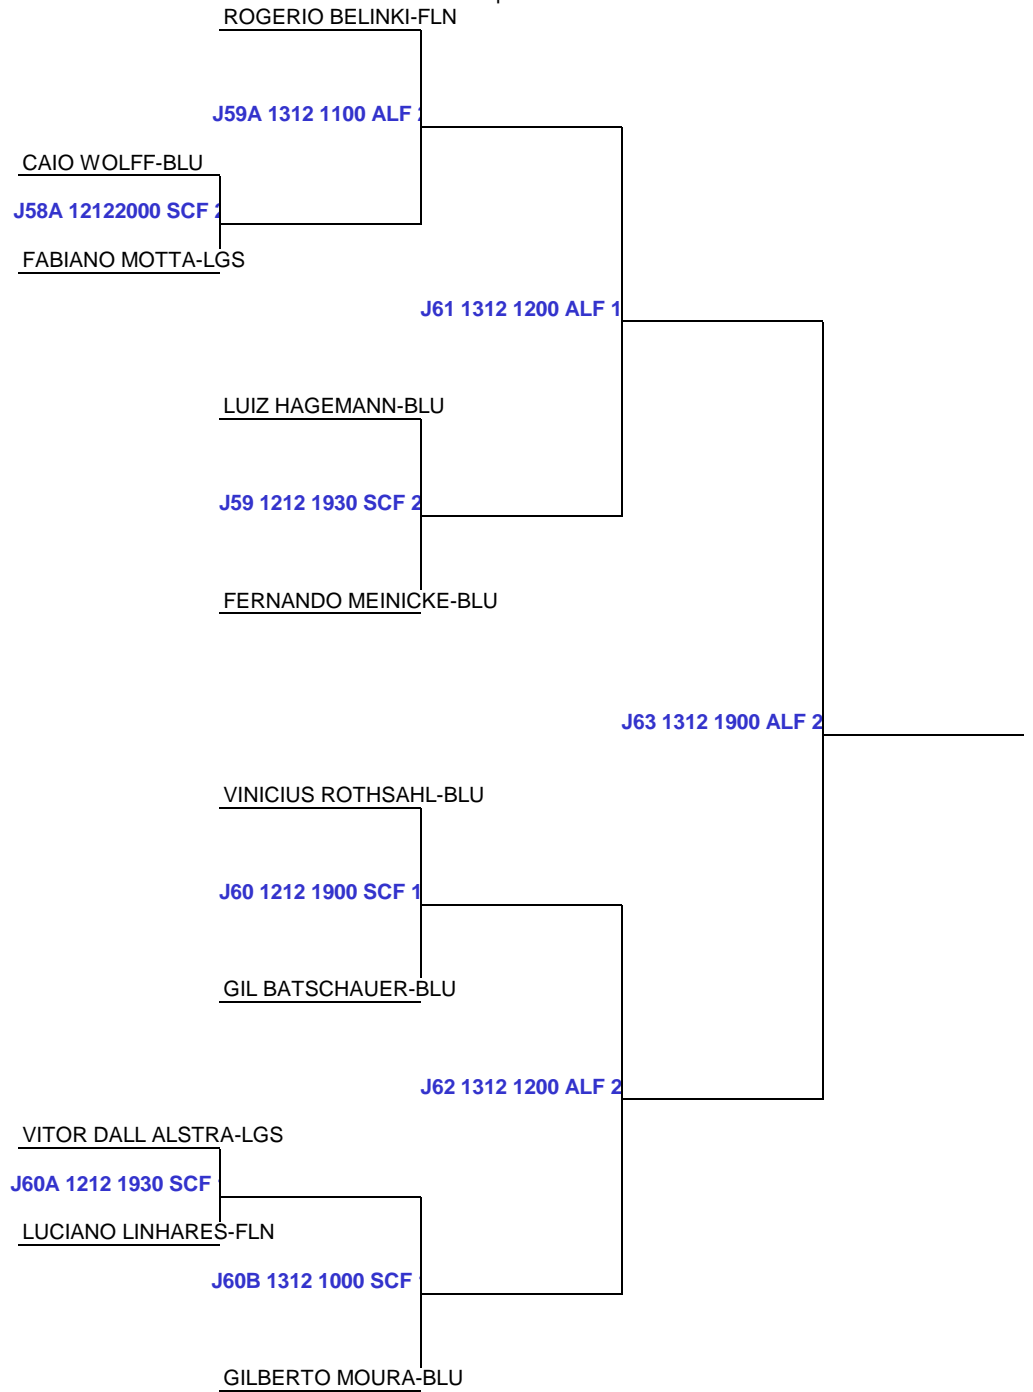 ROGERIO BELINKI-FLN
J59A 1312 1100 ALF
CAIO WOLFF-BLU
J58A 12122000 SCF
FABIANO MOTTA-LGS
J61 1312 1200 ALF 1
LUIZ HAGEMANN-BLU
J59 1212 1930 SCF 2
FERNANDO MEINICKE-BLU
J63 1312 1900 ALF 2
VINICIUS ROTHSAHL-BLU
J60 1212 1900 SCF 1
GIL BATSCHAUER-BLU
J62 1312 1200 ALF 2
VITOR DALL ALSTRA-LGS
J60A 1212 1930 SCF
LUCIANO LINHARES-FLN
J60B 1312 1000 SCF
GILBERTO MOURA-BLU